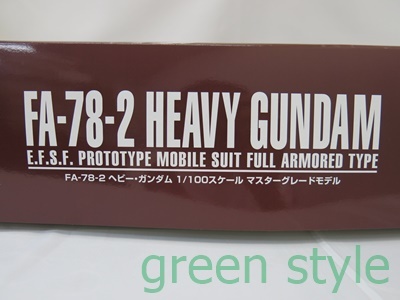 FA-78-2 HEAVY GUNDAM
E.F.S.F. PROTOTYPE MOBILE SUIT FULL ARMORED TYPE
FA-78-2 ヘビー・ガンダム 1/100スケール マスターグレードモデル
green style